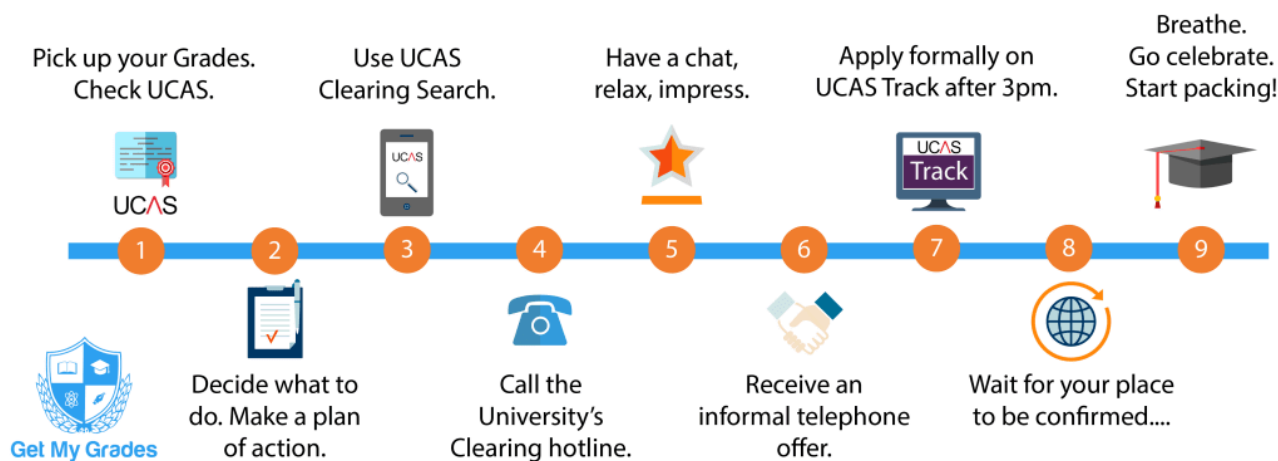 Pick up your Grades.
Check UCAS.
UCAS
1
2
Decide what to
do. Make a plan
of action.
Use UCAS
Clearing Search.
UCAS
3
4
Call the
University's
Clearing hotline.
Have a chat,
relax, impress.
5
6
Receive an
informal telephone
offer.
Apply formally on
UCAS Track after 3pm.
UCAS
Track
7
8
Wait for your place
to be confirmed....
Breathe.
Go celebrate.
Start packing!
9
Get My Grades